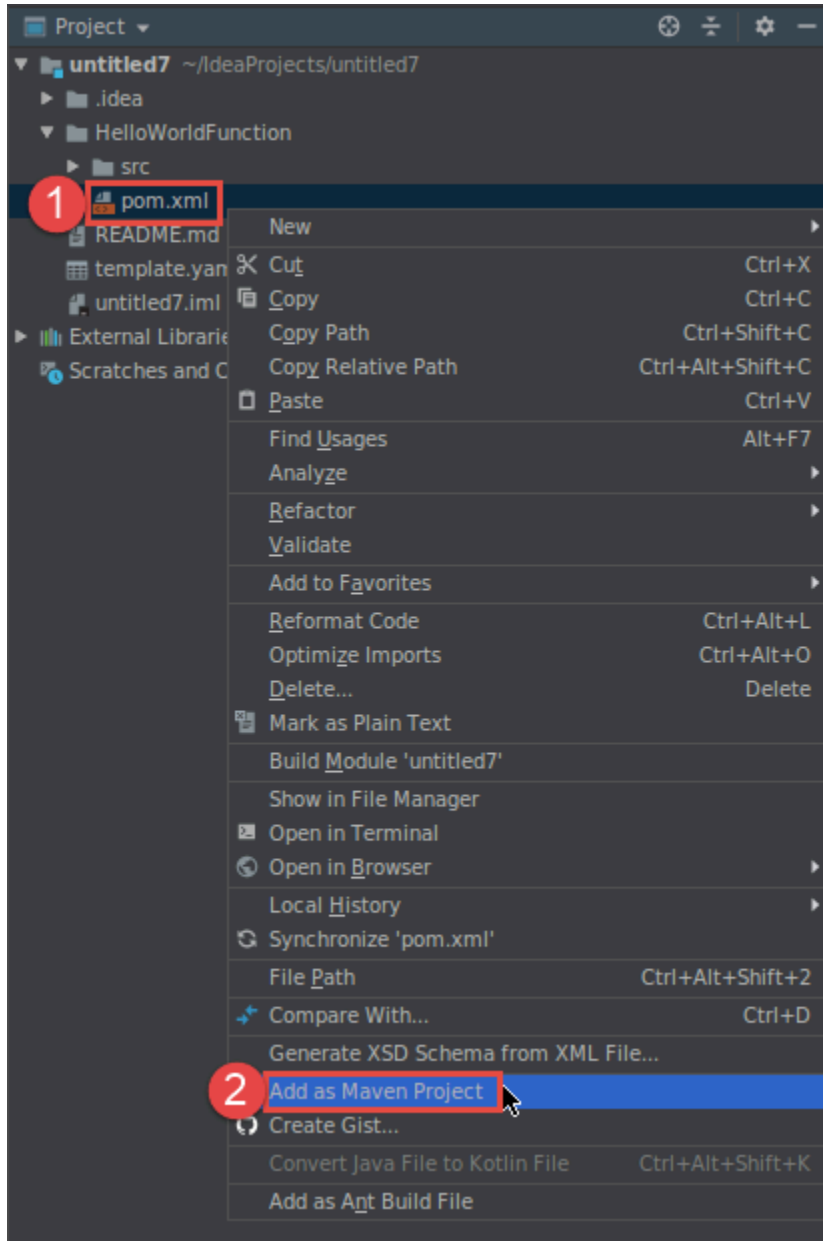 Project
untitled7 ~/IdeaProjects/untitled7
.idea
HelloWorldFunction
src
1 pom.xml
README.md
template.yam
untitled7.iml
External Librarie
Scratches and C
New
Cut Ctrl+X
Copy Ctrl+C
Copy Path Ctrl+Shift+C
Copy Relative Path Ctrl+Alt+Shift+C
Paste Ctrl+V
Find Usages Alt+F7
Analyze
Refactor
Validate
Add to Favorites
Reformat Code Ctrl+Alt+L
Optimize Imports Ctrl+Alt+O
Delete... Delete
Mark as Plain Text
Build Module 'untitled7'
Show in File Manager
Open in Terminal
Open in Browser
Local History
Synchronize 'pom.xml'
File Path Ctrl+Alt+Shift+2
Compare With... Ctrl+D
Generate XSD Schema from XML File...
2 Add as Maven Project
Create Gist...
Convert Java File to Kotlin File Ctrl+Alt+Shift+K
Add as Ant Build File